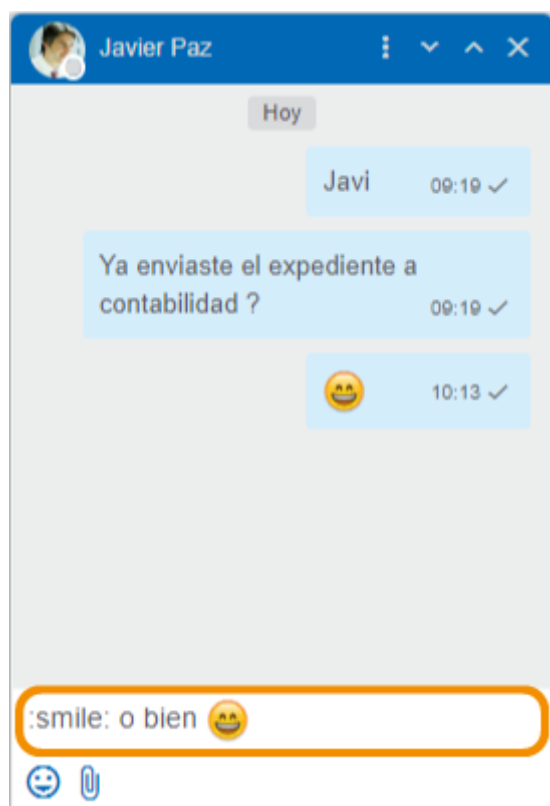 Javier Paz
Hoy
Javi 09:19
Ya enviaste el expediente a
contabilidad ? 09:19
😄 10:13
:smile: o bien 😄